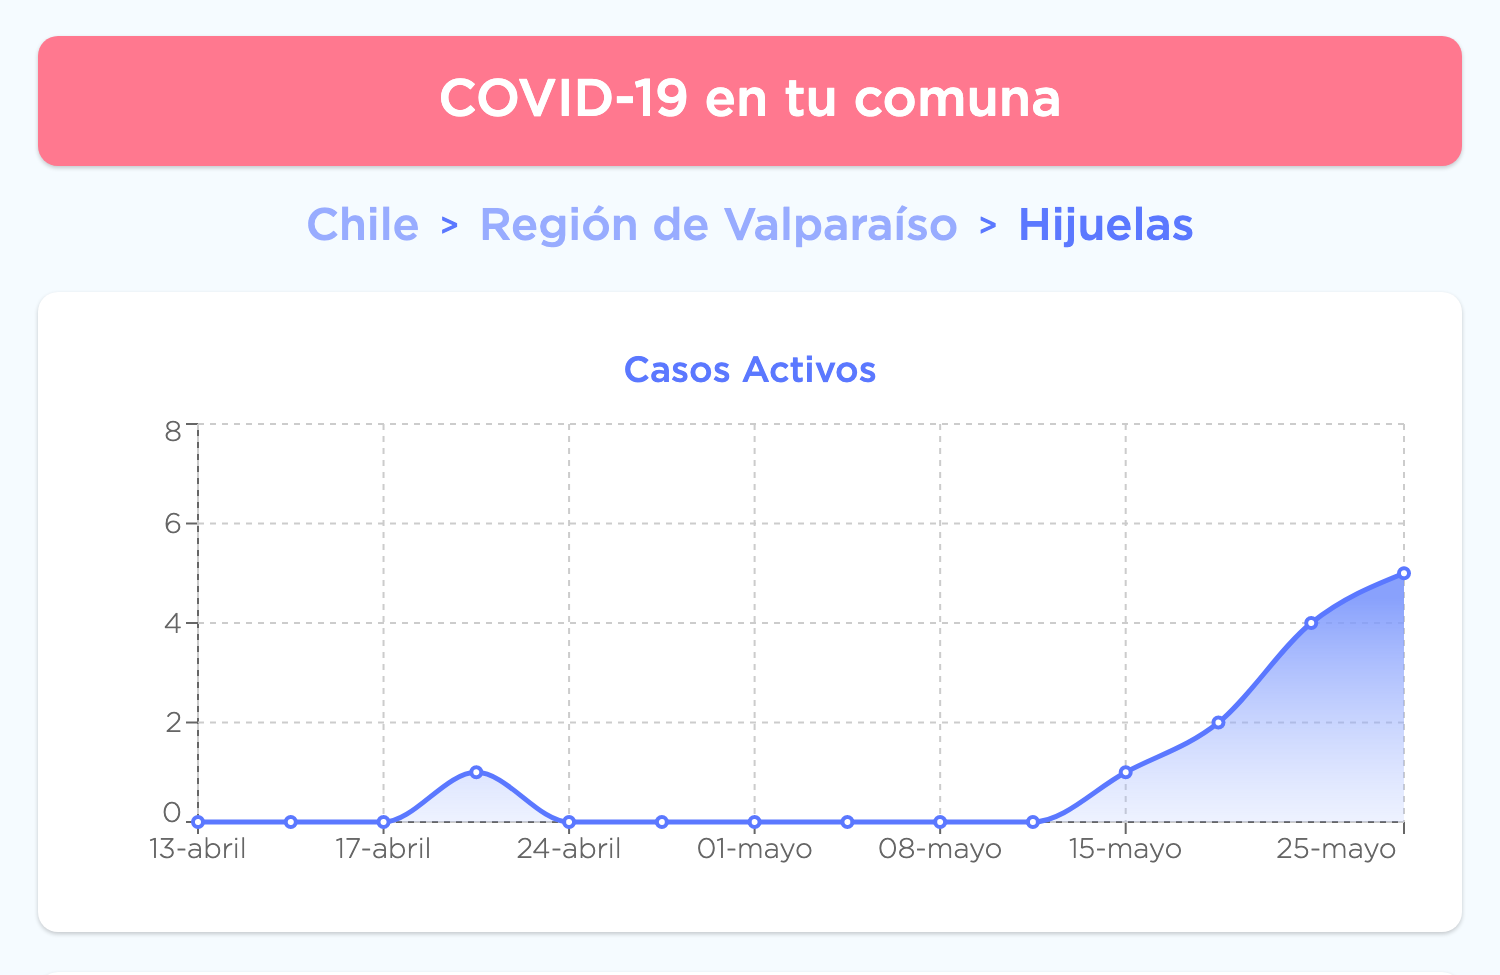 COVID-19 en tu comuna
Chile > Región de Valparaíso > Hijuelas
Casos Activos
8
6
4
2
0
13-abril 17-abril 24-abril 01-mayo 08-mayo 15-mayo 25-mayo